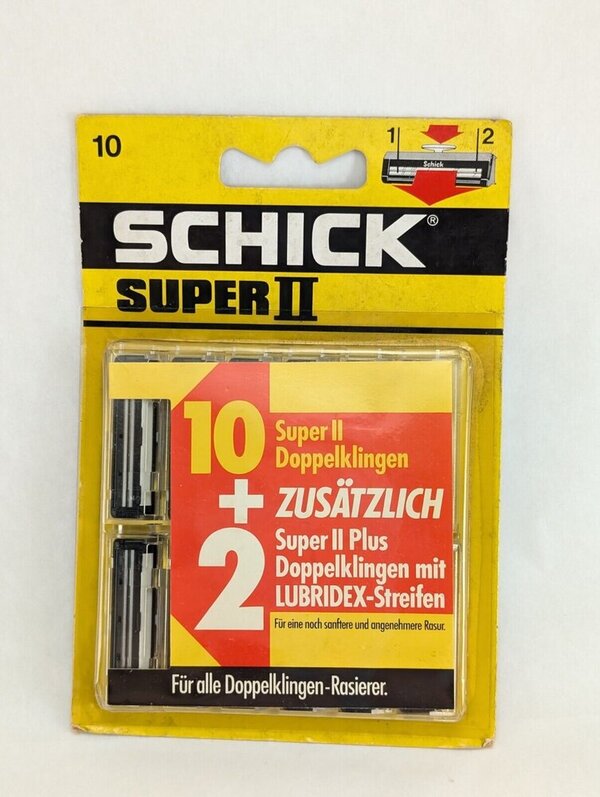 10
1 2
Schick
SCHICK®
SUPER II
10 Super II
Doppelklingen
+ ZUSÄTZLICH
2 Super II Plus
Doppelklingen mit
LUBRIDEX-Streifen
Für eine noch sanftere und angenehmere Rasur.
Für alle Doppelklingen-Rasierer.